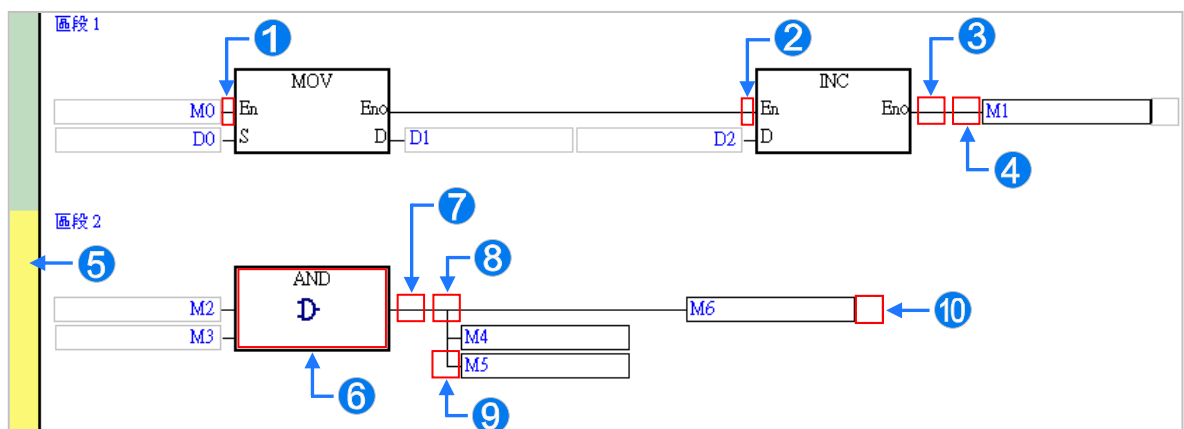 區段 1
1 2 3
MOV INC
M0 En Eno En Eno M1
D0 S D D1 D2 D
4
區段 2
7
5 8
AND
M2 M6 10
M3 M4
M5
6 9